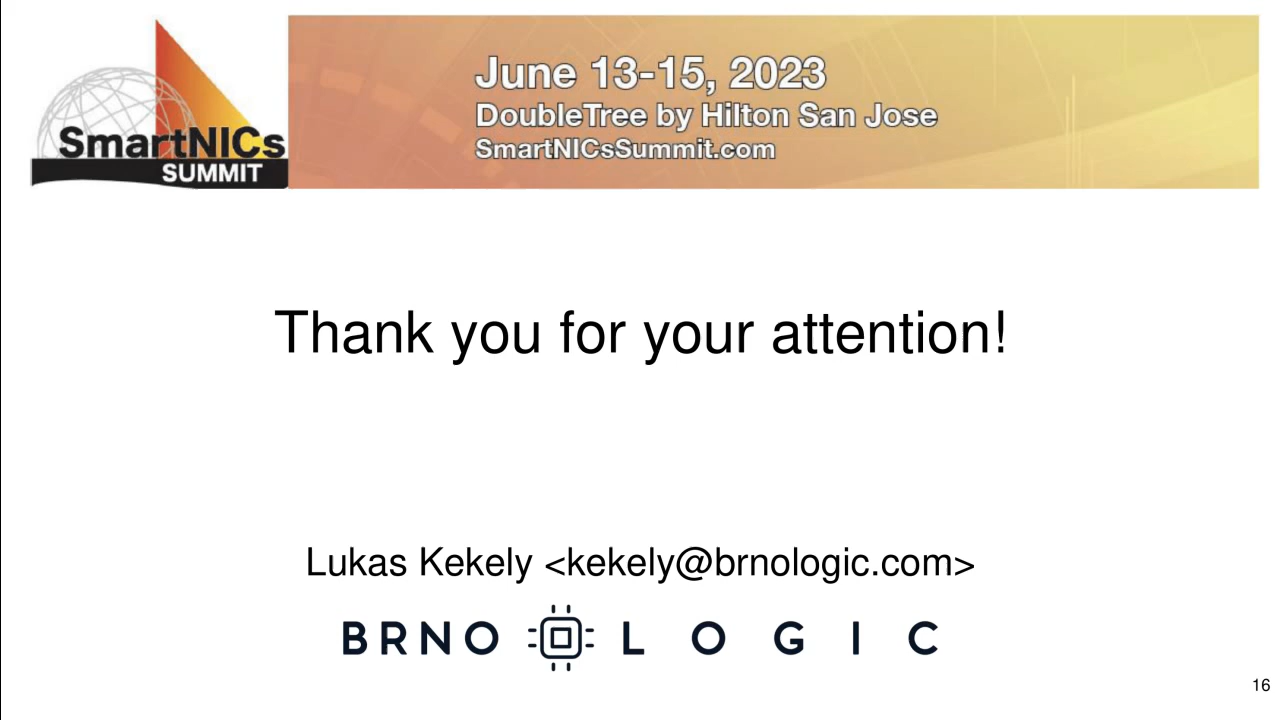 SmartNICs
SUMMIT
June 13-15, 2023
DoubleTree by Hilton San Jose
SmartNICsSummit.com
Thank you for your attention!
Lukas Kekely <kekely@brnologic.com>
BRNO LOGIC
16